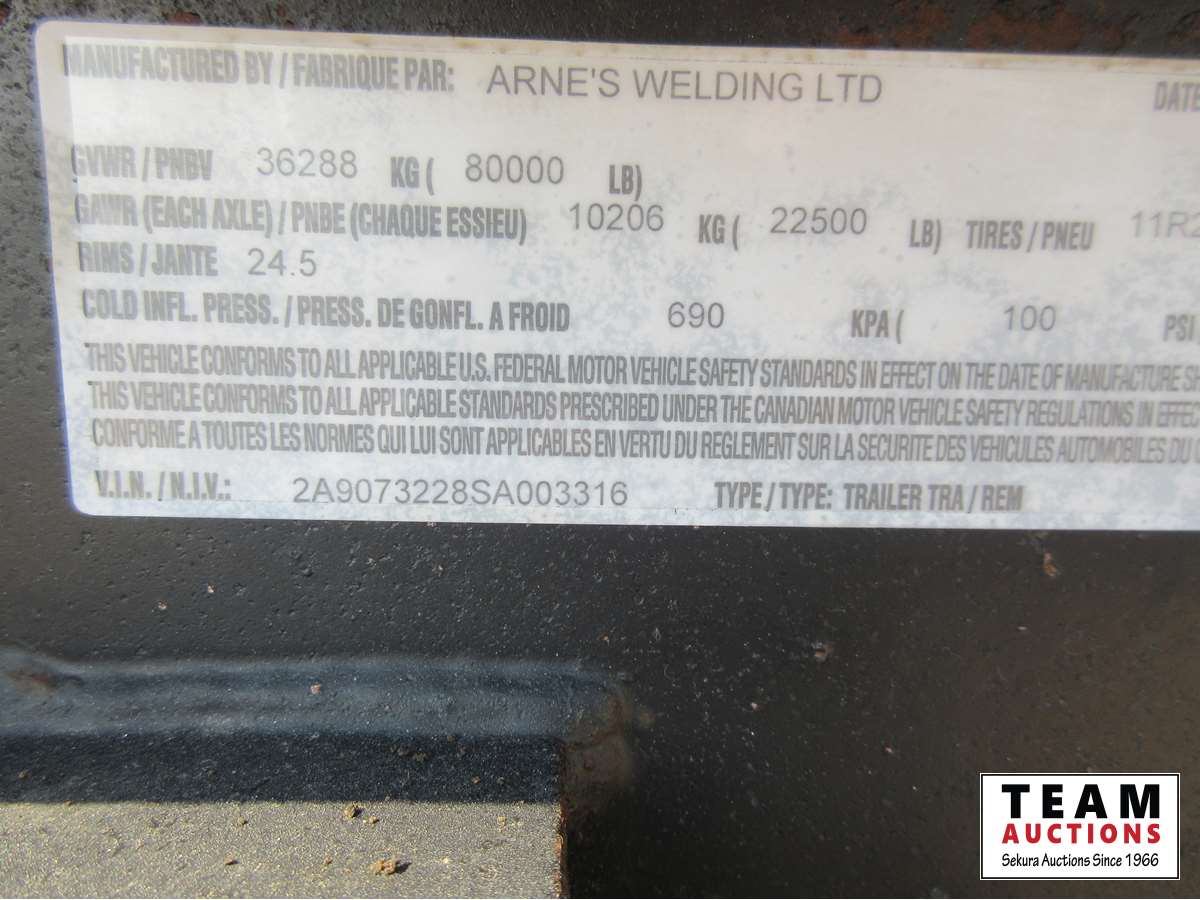 MANUFACTURED BY / FABRIQUE PAR: ARNE'S WELDING LTD DATE
GVWR / PNBV 36288 KG ( 80000 LB)
GAWR (EACH AXLE) / PNBE (CHAQUE ESSIEU) 10206 KG ( 22500 LB) TIRES / PNEU 11R2
RIMS / JANTE 24.5
COLD INFL. PRESS. / PRESS. DE GONFL. A FROID 690 KPA ( 100 PSI
THIS VEHICLE CONFORMS TO ALL APPLICABLE U.S. FEDERAL MOTOR VEHICLE SAFETY STANDARDS IN EFFECT ON THE DATE OF MANUFACTURE
THIS VEHICLE CONFORMS TO ALL APPLICABLE STANDARDS PRESCRIBED UNDER THE CANADIAN MOTOR VEHICLE SAFETY REGULATIONS IN EFFE
CONFORME A TOUTES LES NORMES QUI LUI SONT APPLICABLES EN VERTU DU REGLEMENT SUR LA SECURITE DES VEHICULES AUTOMOBILES DU
V.I.N. / N.I.V.: 2A9073228SA003316 TYPE / TYPE: TRAILER TRA / REM
TEAM
AUCTIONS
Sekura Auctions Since 1966